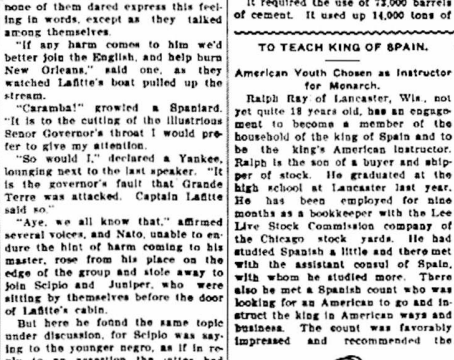 none of them dared express this feel-
ing in words, except as they talked
among themselves.
"If any harm comes to him we'd
better join the English, and help burn
New Orleans," said one, as they
watched Lafitte's boat pulled up the
stream.
"Caramba!" growled a Spaniard.
"It is to the cutting of the illustrious
Senor Governor's throat I would pre-
fer to give my attention.
"So would I," declared a Yankee,
lounging next to the last speaker. "It
is the governor's fault that Grande
Terre was attacked. Captain Lafitte
said so."
"Aye, we all know that," affirmed
several voices, and Nato, unable to en-
dure the hint of harm coming to his
master, rose from his place on the
edge of the group and stole away to
join Scipio and Juniper, who were
sitting by themselves before the door
of Lafitte's cabin.
But here he found the same topic
under discussion, for Scipio was say-
ing to the younger negro, as if in re-
It required the use of 73,000 barrels
of cement. It used up 14,000 tons of
TO TEACH KING OF SPAIN.
American Youth Chosen as Instructor
for Monarch.
Ralph Ray of Lancaster, Wis., not
yet quite 18 years old, has an engage-
ment to become a member of the
household of the king of Spain and to
be the king's American instructor.
Ralph is the son of a buyer and ship-
per of stock. He graduated at the
high school at Lancaster last year.
He has been employed for nine
months as a bookkeeper with the Lee
Live Stock Commission company of
the Chicago stock yards. He had
studied Spanish a little and there met
with the assistant consul of Spain,
with whom he studied more. There
also he met a Spanish count who was
looking for an American to go and in-
struct the king in American ways and
business. The count was favorably
impressed and recommended the